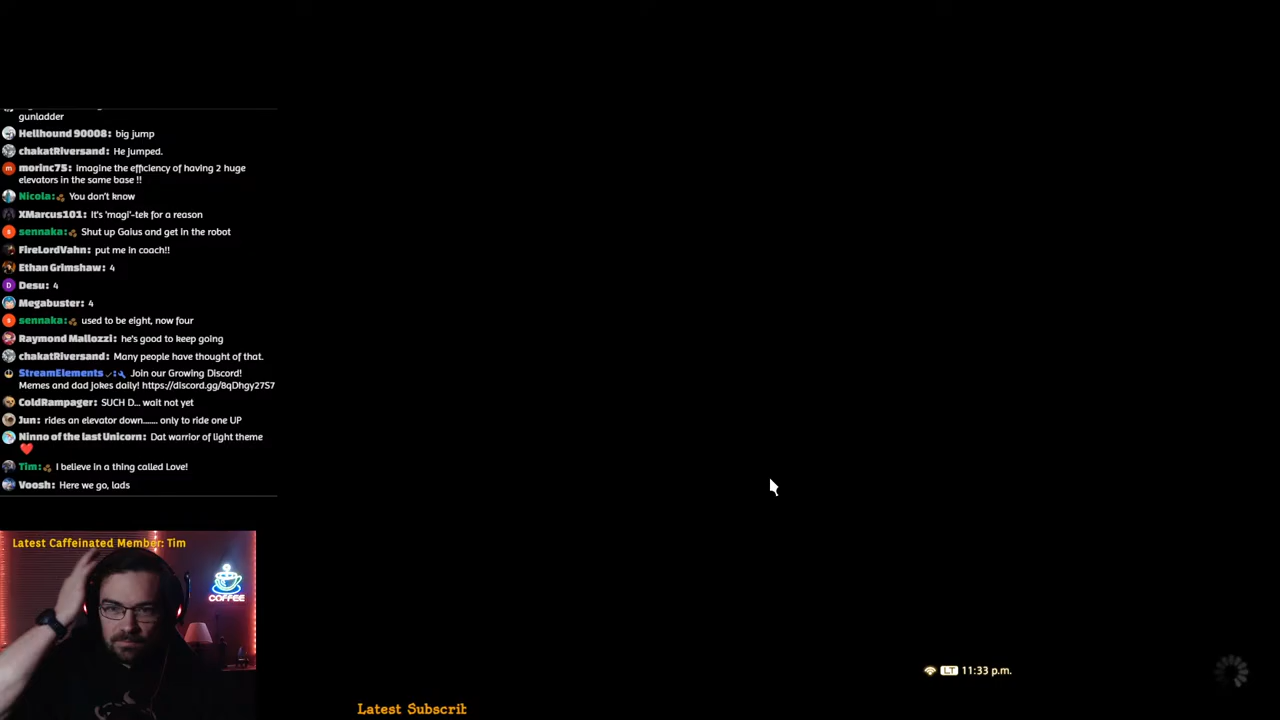 gunladder
Hellhound 90008: big jump
chakatRiversand: He jumped.
morinc75: imagine the efficiency of having 2 huge
elevators in the same base !!
Nicola: You don't know
XMarcus101: It's 'magi'-tek for a reason
sennaka: Shut up Gaius and get in the robot
FireLordVahn: put me in coach!!
Ethan Grimshaw: 4
Desu: 4
Megabuster: 4
sennaka: used to be eight, now four
Raymond Mallozzi: he's good to keep going
chakatRiversand: Many people have thought of that.
StreamElements: Join our Growing Discord!
Memes and dad jokes daily! https://discord.gg/8qDhgy27S7
ColdRampager: SUCH D... wait not yet
Jun: rides an elevator down....... only to ride one UP
Ninno of the last Unicorn: Dat warrior of light theme
Tim: I believe in a thing called Love!
Voosh: Here we go, lads
Latest Caffeinated Member: Tim
COFFEE
LT 11:33 p.m.
Latest Subscrib